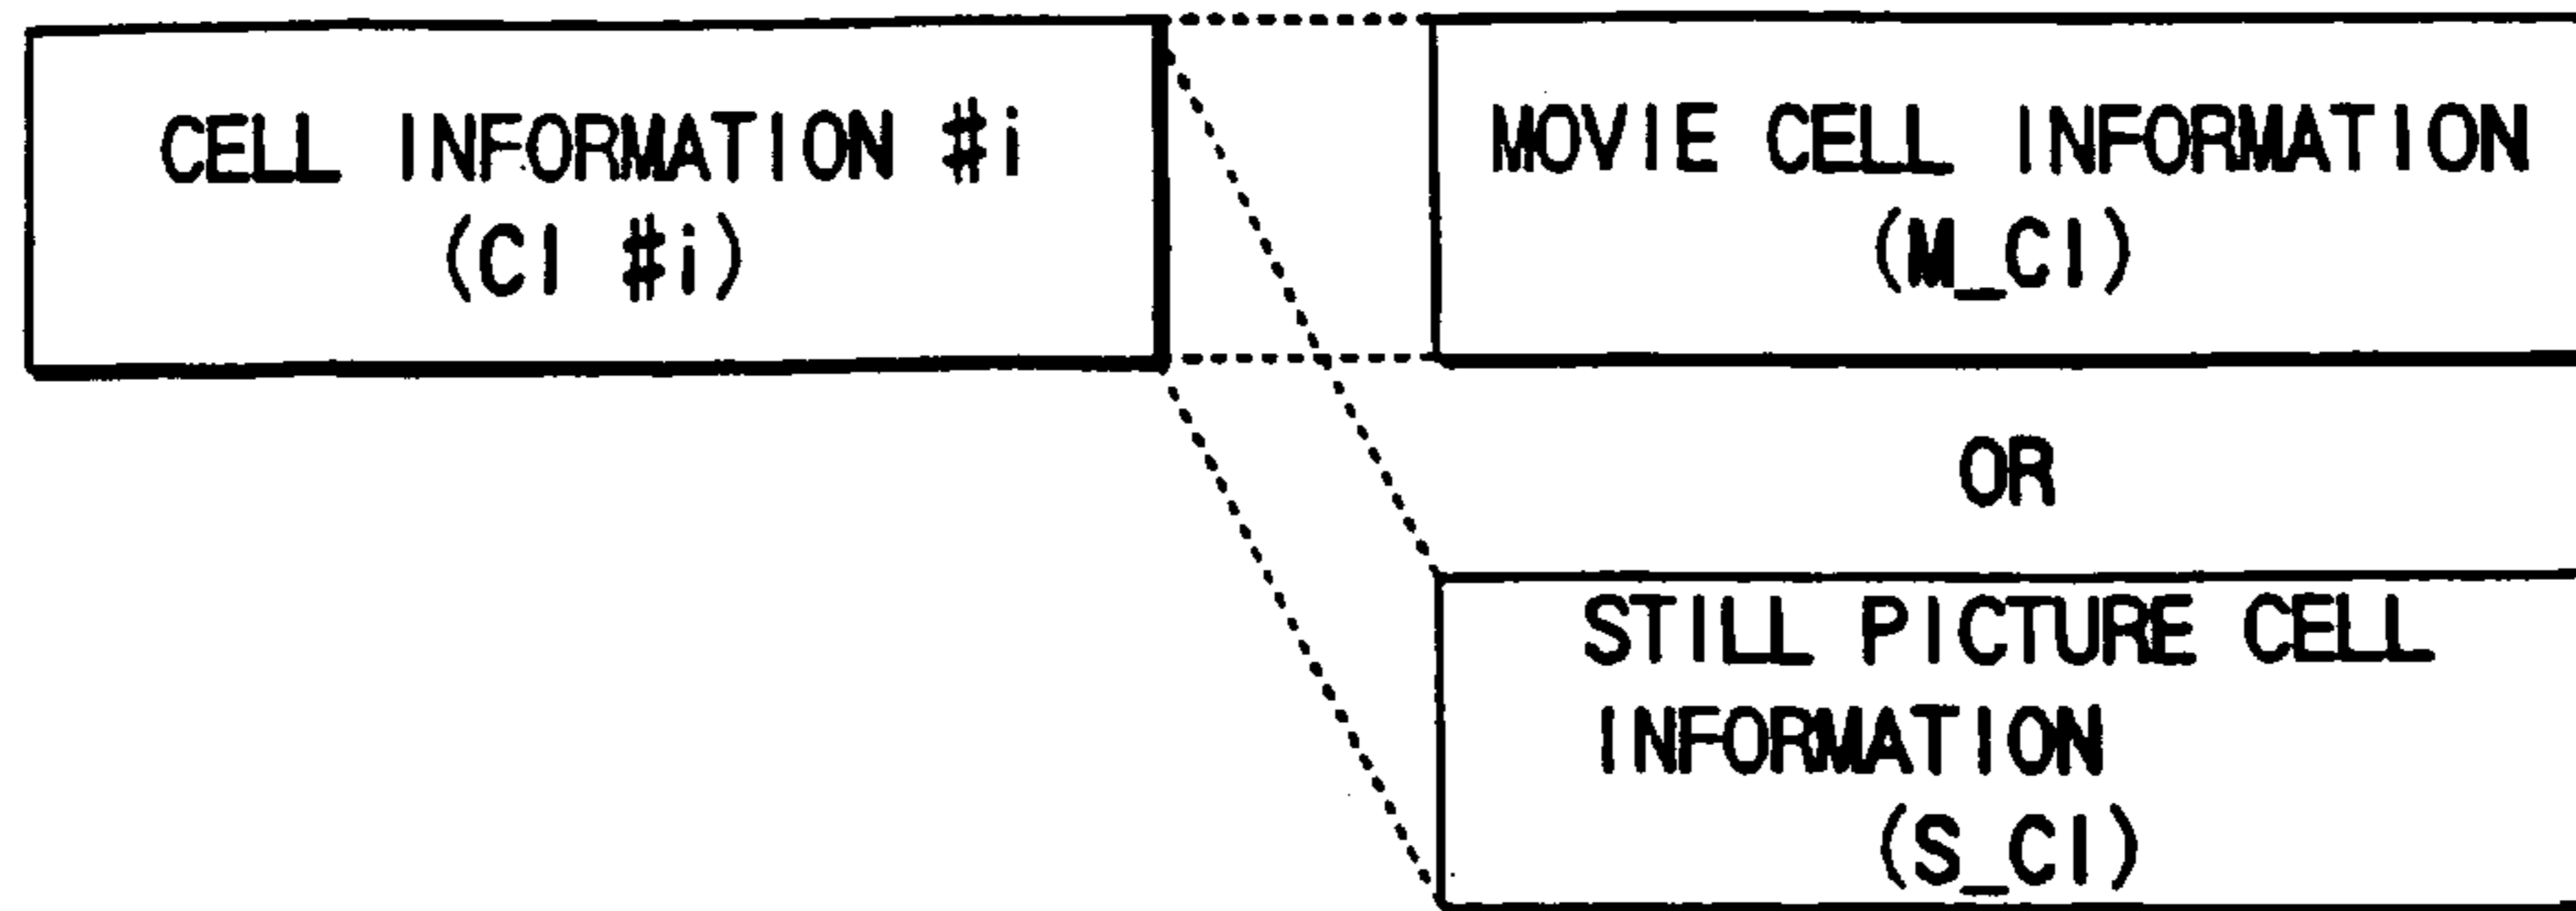 CELL INFORMATION #i
(CI #i)
MOVIE CELL INFORMATION
(M_CI)
OR
STILL PICTURE CELL
INFORMATION
(S_CI)